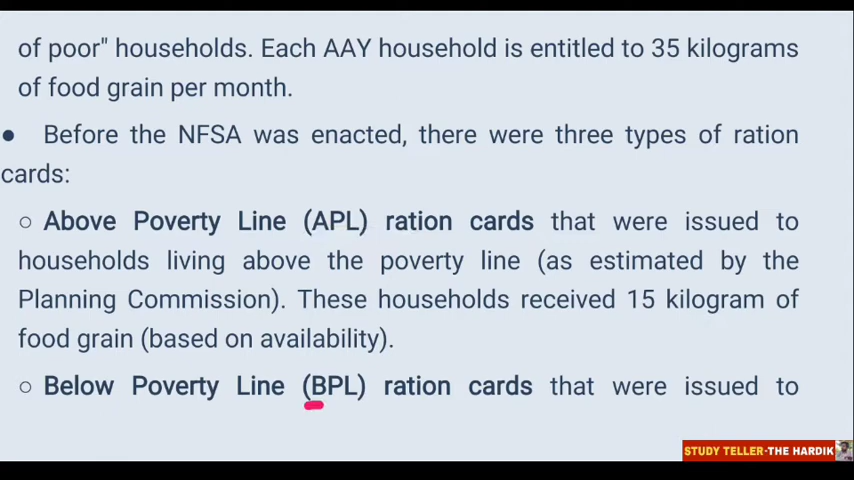 of poor" households. Each AAY household is entitled to 35 kilograms
of food grain per month.
● Before the NFSA was enacted, there were three types of ration
cards:
○ Above Poverty Line (APL) ration cards that were issued to
households living above the poverty line (as estimated by the
Planning Commission). These households received 15 kilogram of
food grain (based on availability).
○ Below Poverty Line (BPL) ration cards that were issued to
STUDY TELLER-THE HARDIK